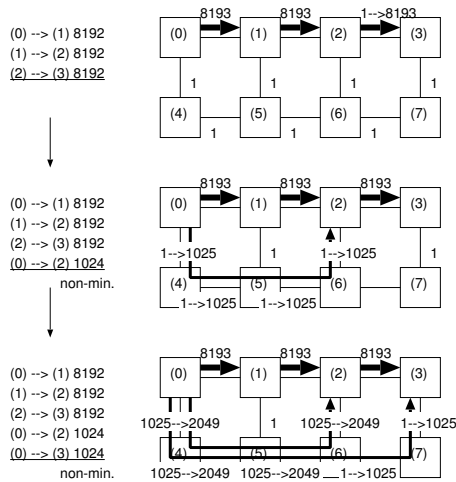 8193 8193 1-->8193
(0) --> (1) 8192 (0) (1) (2) (3)
(1) --> (2) 8192
(2) --> (3) 8192
1 1 1 1
(4) (5) (6) (7)
1 1 1
8193 8193 8193
(0) --> (1) 8192 (0) (1) (2) (3)
(1) --> (2) 8192
(2) --> (3) 8192
1-->1025 1 1-->1025 1
(0) --> (2) 1024
non-min. (4) (5) (6) (7)
1-->1025 1-->1025
8193 8193 8193
(0) --> (1) 8192 (0) (1) (2) (3)
(1) --> (2) 8192
(2) --> (3) 8192
1025-->2049 1 1025-->2049 1-->1025
(0) --> (2) 1024
(0) --> (3) 1024 (4) (5) (6) (7)
non-min. 1025-->2049 1025-->2049 1-->1025